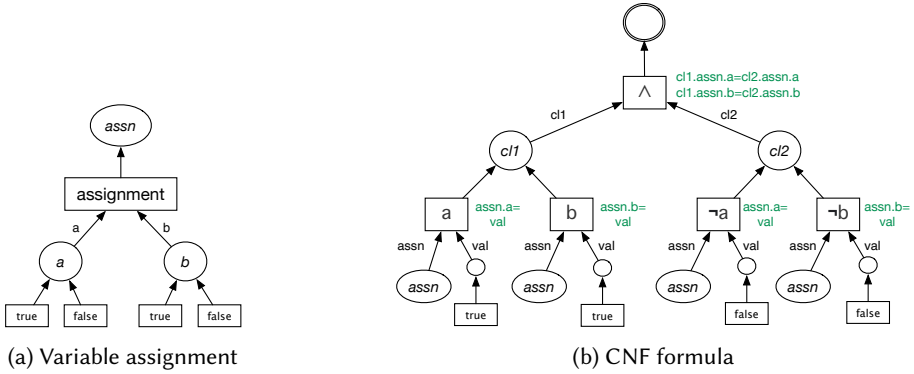 assn
assignment
a
b
a
b
true
false
true
false
(a) Variable assignment
∧
cl1.assn.a=cl2.assn.a
cl1.assn.b=cl2.assn.b
cl1
cl2
cl1
cl2
a
assn.a=
val
b
assn.b=
val
¬a
assn.a=
val
¬b
assn.b=
val
assn
val
assn
val
assn
val
assn
val
assn
assn
assn
assn
true
true
false
false
(b) CNF formula